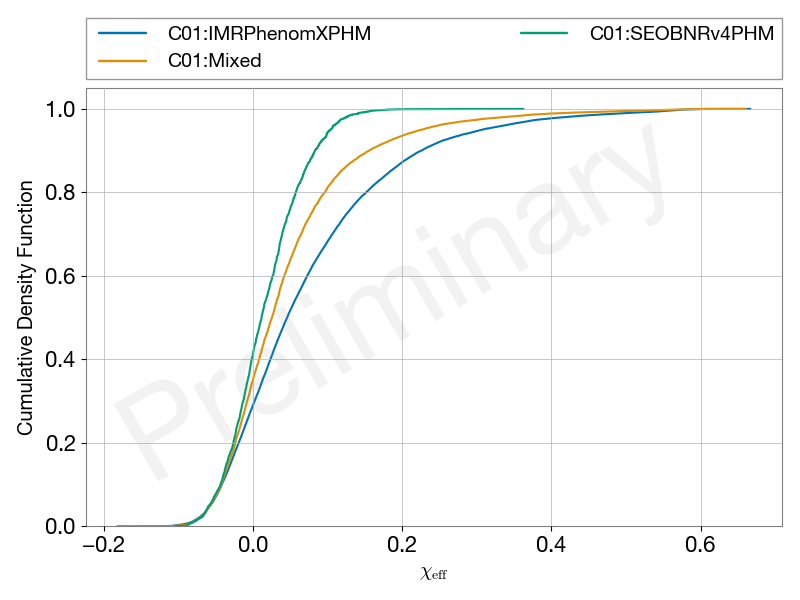 C01:IMRPhenomXPHM
C01:Mixed
C01:SEOBNRv4PHM
Cumulative Density Function
1.0
0.8
0.6
0.4
0.2
0.0
−0.2 0.0 0.2 0.4 0.6
χeff
Preliminary